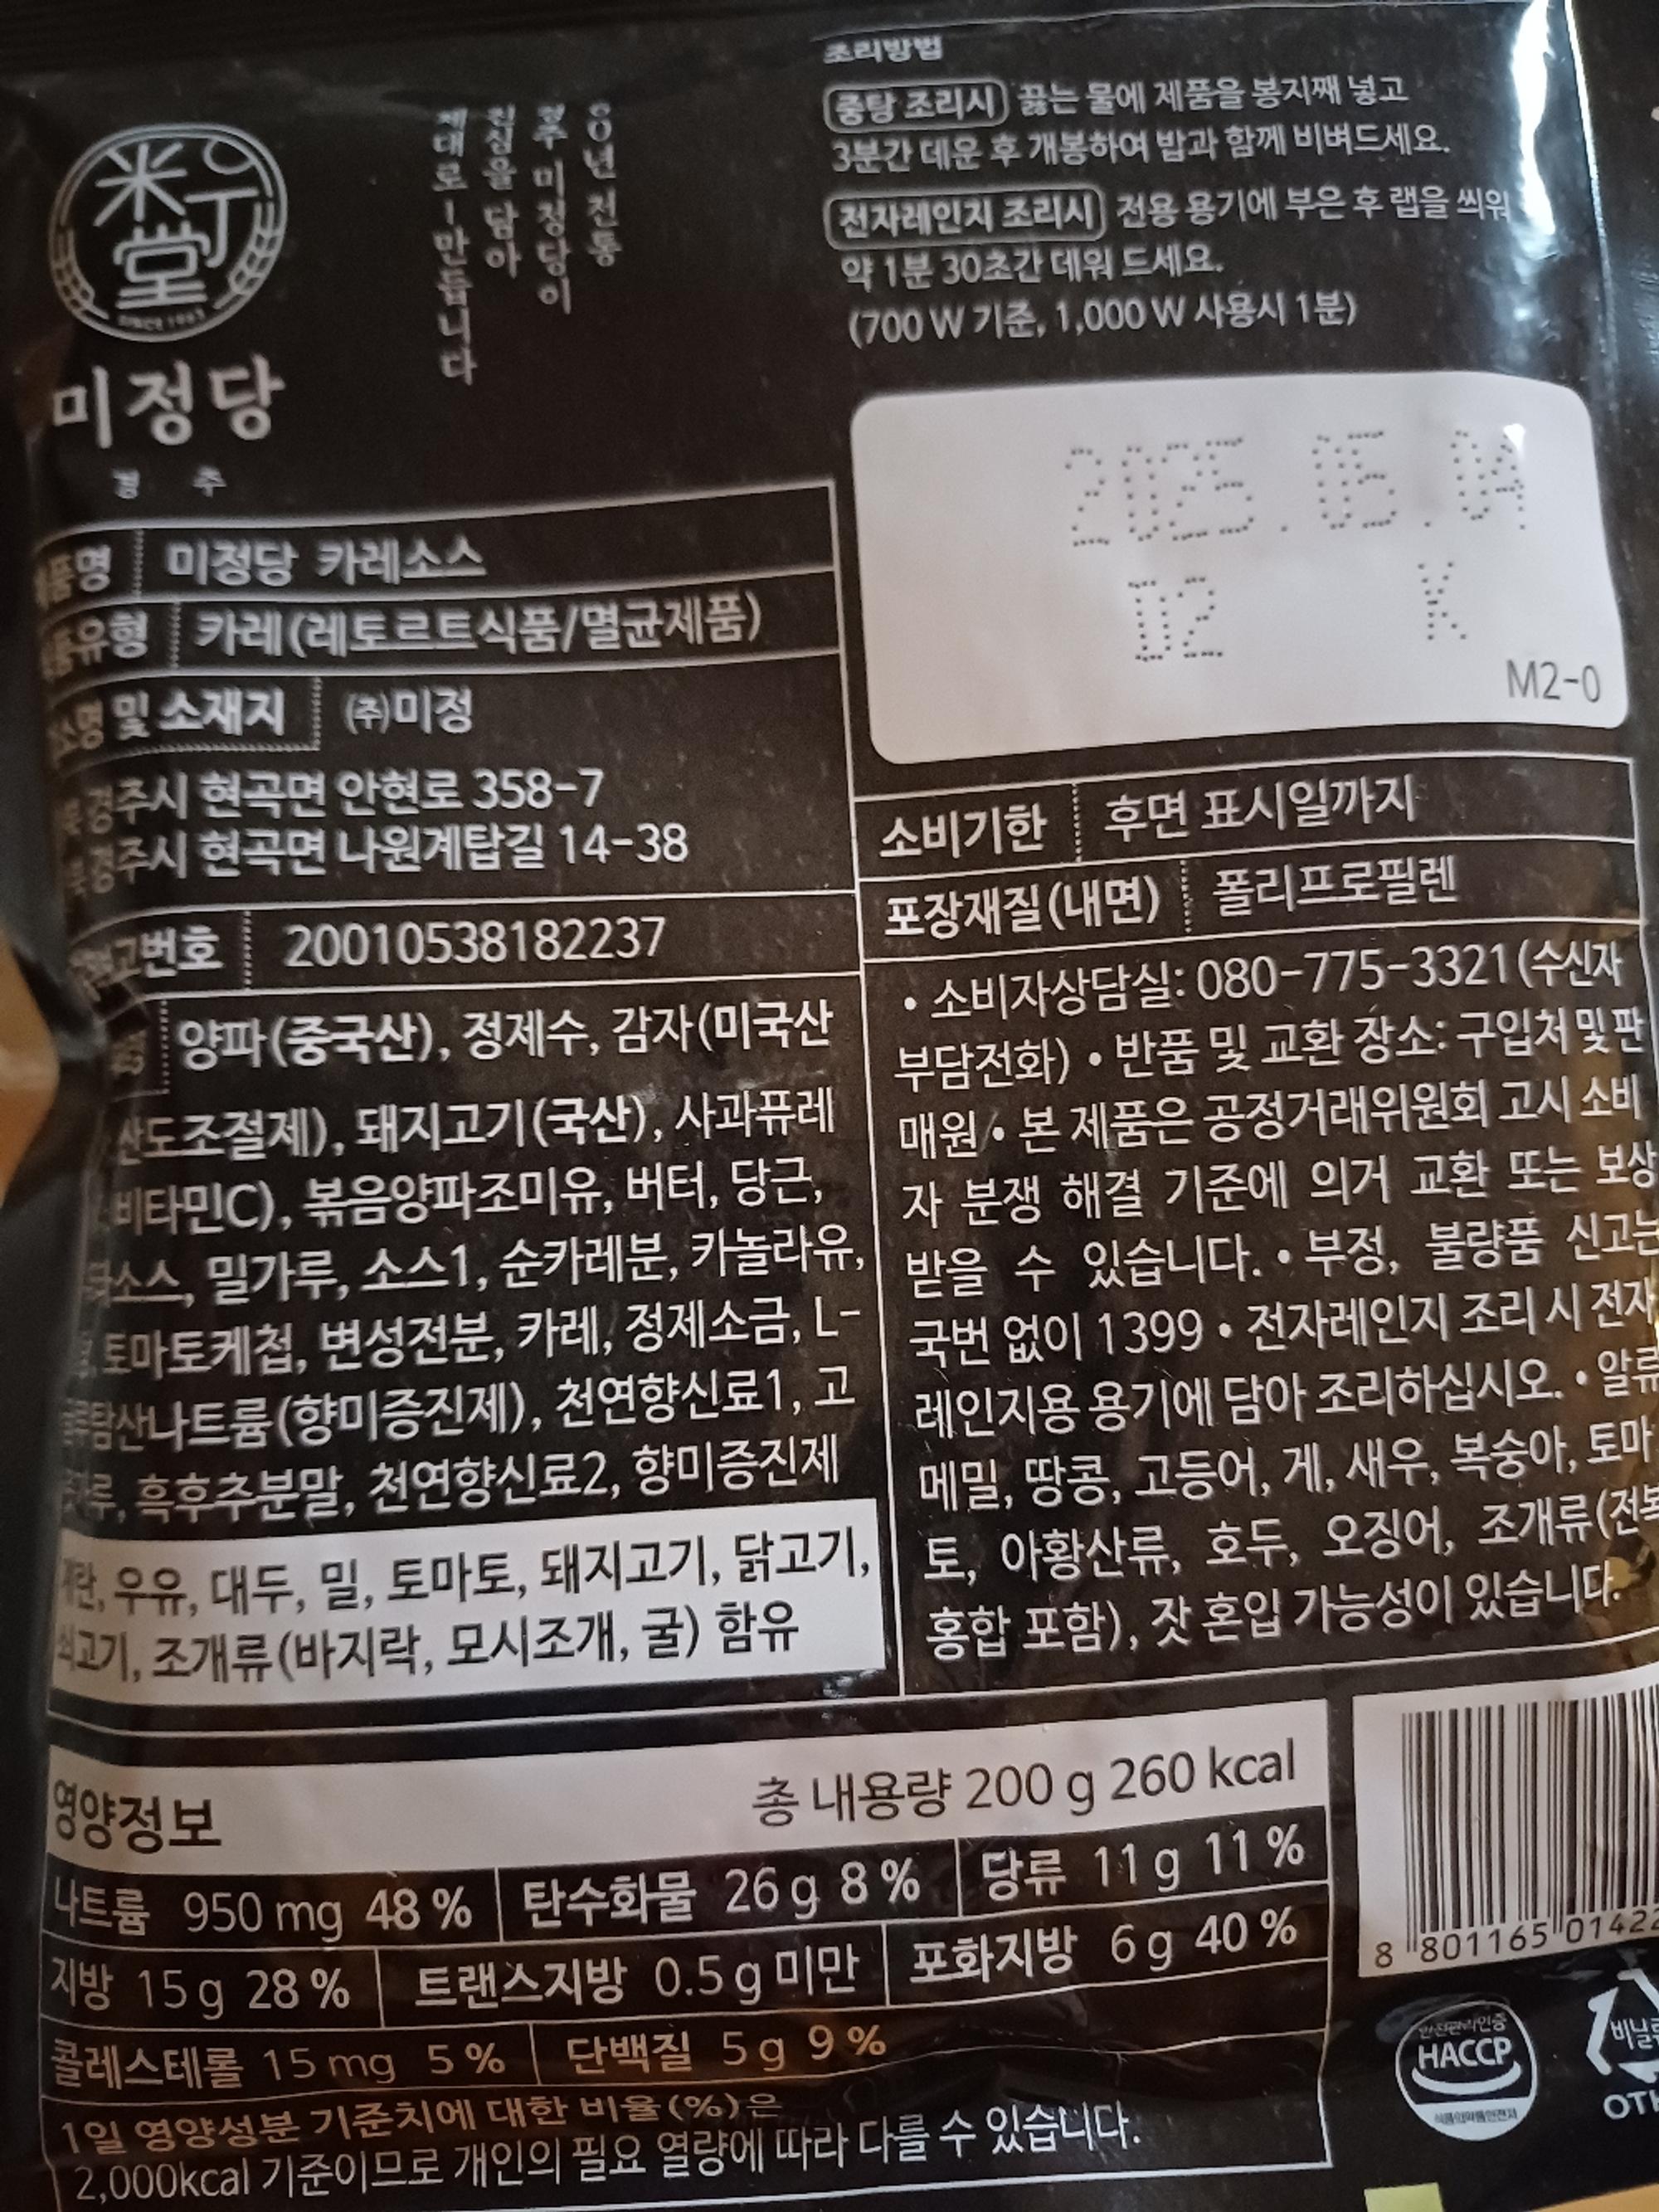 米丁堂
SINCE 1963
미정당
경 주
60년 전통
경주 미정당이
진심을 담아
제대로 만듭니다
조리방법
중탕 조리시 끓는 물에 제품을 봉지째 넣고
3분간 데운 후 개봉하여 밥과 함께 비벼드세요.
전자레인지 조리시 전용 용기에 부은 후 랩을 씌워
약 1분 30초간 데워 드세요.
(700 W 기준, 1,000 W 사용시 1분)
2025.05.04
D2 K
M2-0
품명 미정당 카레소스
유형 카레(레토르트식품/멸균제품)
및 소재지 ㈜미정
경주시 현곡면 안현로 358-7
경주시 현곡면 나원계탑길 14-38
고번호 20010538182237
양파(중국산), 정제수, 감자(미국산
산도조절제), 돼지고기(국산), 사과퓨레
비타민C), 볶음양파조미유, 버터, 당근,
소스, 밀가루, 소스1, 순카레분, 카놀라유,
토마토케첩, 변성전분, 카레, 정제소금, L-
루탐산나트륨(향미증진제), 천연향신료1, 고
루, 흑후추분말, 천연향신료2, 향미증진제
계란, 우유, 대두, 밀, 토마토, 돼지고기, 닭고기,
쇠고기, 조개류(바지락, 모시조개, 굴) 함유
소비기한 후면 표시일까지
포장재질(내면) 폴리프로필렌
• 소비자상담실: 080-775-3321(수신자
부담전화) • 반품 및 교환 장소: 구입처 및 판
매원 • 본 제품은 공정거래위원회 고시 소비
자 분쟁 해결 기준에 의거 교환 또는 보상
받을 수 있습니다. • 부정, 불량품 신고는
국번 없이 1399 • 전자레인지 조리 시 전자
레인지용 용기에 담아 조리하십시오. • 알류
메밀, 땅콩, 고등어, 게, 새우, 복숭아, 토마
토, 아황산류, 호두, 오징어, 조개류(전복
홍합 포함), 잣 혼입 가능성이 있습니다.
영양정보
총 내용량 200 g 260 kcal
나트륨 950 mg 48 % 탄수화물 26 g 8 % 당류 11 g 11 %
지방 15 g 28 % 트랜스지방 0.5 g 미만 포화지방 6 g 40 %
콜레스테롤 15 mg 5 % 단백질 5 g 9 %
1일 영양성분 기준치에 대한 비율(%)은
2,000kcal 기준이므로 개인의 필요 열량에 따라 다를 수 있습니다.
8 801165 01422
안전관리인증
HACCP
식품의약품안전처
비닐류
OTH